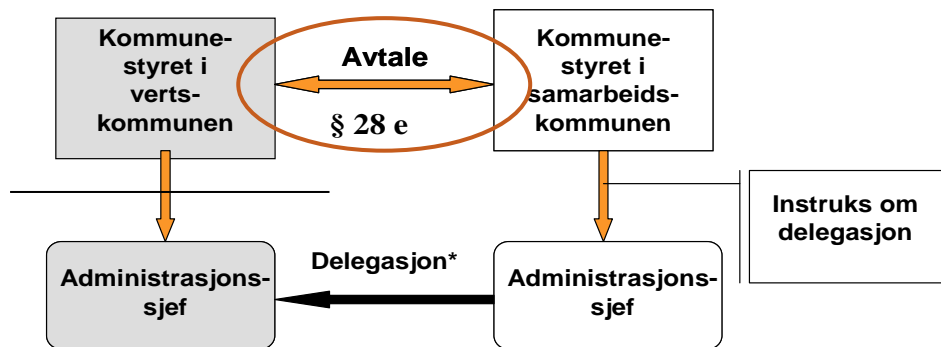 Kommune-
styret i
verts-
kommunen
Avtale
§ 28 e
Kommune-
styret i
samarbeids-
kommunen
Instruks om
delegasjon
Administrasjons-
sjef
Delegasjon*
Administrasjons-
sjef